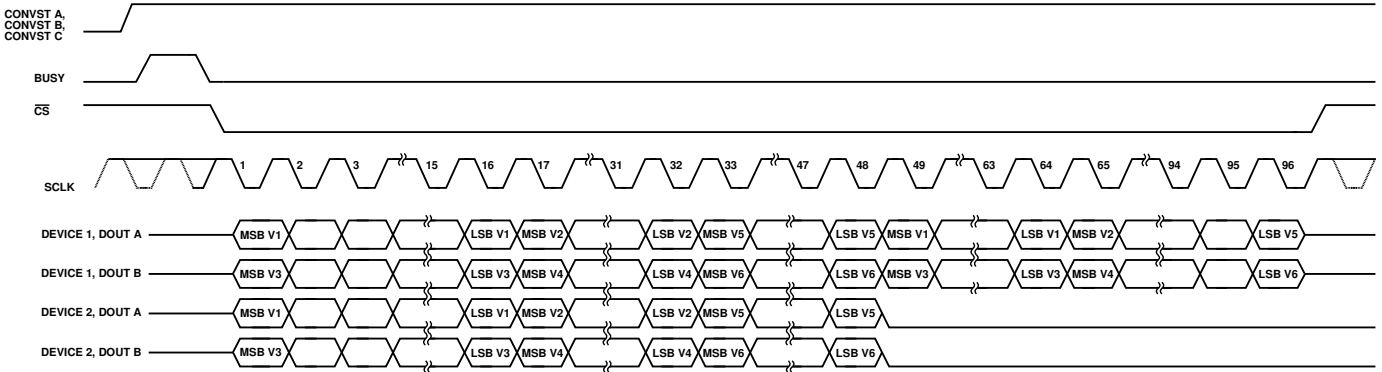 CONVST A,
CONVST B,
CONVST C
BUSY
CS
SCLK
1 2 3 15 16 17 31 32 33 47 48 49 63 64 65 94 95 96
DEVICE 1, DOUT A MSB V1 LSB V1 MSB V2 LSB V2 MSB V5 LSB V5 MSB V1 LSB V1 MSB V2 LSB V5
DEVICE 1, DOUT B MSB V3 LSB V3 MSB V4 LSB V4 MSB V6 LSB V6 MSB V3 LSB V3 MSB V4 LSB V6
DEVICE 2, DOUT A MSB V1 LSB V1 MSB V2 LSB V2 MSB V5 LSB V5
DEVICE 2, DOUT B MSB V3 LSB V3 MSB V4 LSB V4 MSB V6 LSB V6